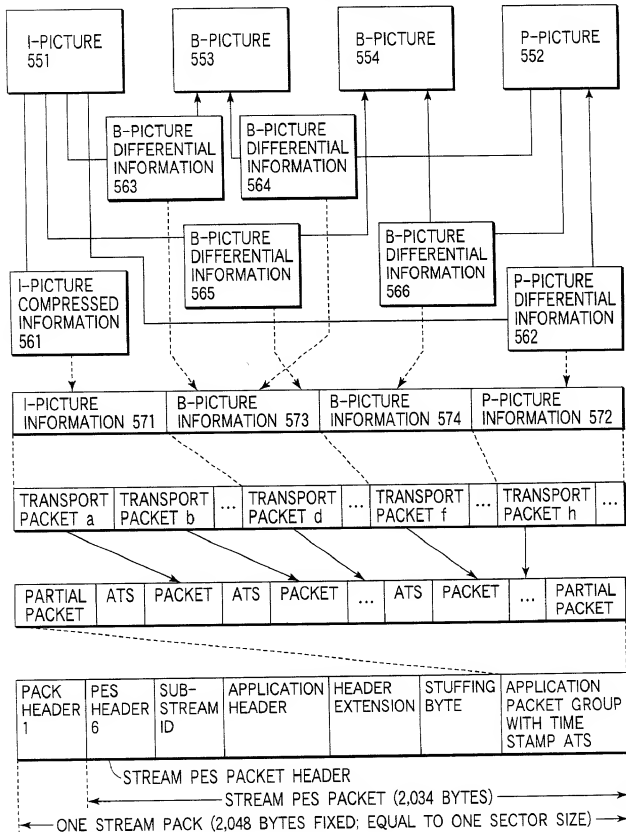 I-PICTURE
551
B-PICTURE
553
B-PICTURE
554
P-PICTURE
552
B-PICTURE
DIFFERENTIAL
INFORMATION
563
B-PICTURE
DIFFERENTIAL
INFORMATION
564
B-PICTURE
DIFFERENTIAL
INFORMATION
565
B-PICTURE
DIFFERENTIAL
INFORMATION
566
I-PICTURE
COMPRESSED
INFORMATION
561
P-PICTURE
DIFFERENTIAL
INFORMATION
562
I-PICTURE
INFORMATION 571
B-PICTURE
INFORMATION 573
B-PICTURE
INFORMATION 574
P-PICTURE
INFORMATION 572
TRANSPORT
PACKET a
TRANSPORT
PACKET b
...
TRANSPORT
PACKET d
...
TRANSPORT
PACKET f
...
TRANSPORT
PACKET h
...
PARTIAL
PACKET
ATS
PACKET
ATS
PACKET
...
ATS
PACKET
...
PARTIAL
PACKET
PACK
HEADER
1
PES
HEADER
6
SUB-
STREAM
ID
APPLICATION
HEADER
HEADER
EXTENSION
STUFFING
BYTE
APPLICATION
PACKET GROUP
WITH TIME
STAMP ATS
STREAM PES PACKET HEADER
STREAM PES PACKET (2,034 BYTES)
ONE STREAM PACK (2,048 BYTES FIXED; EQUAL TO ONE SECTOR SIZE)